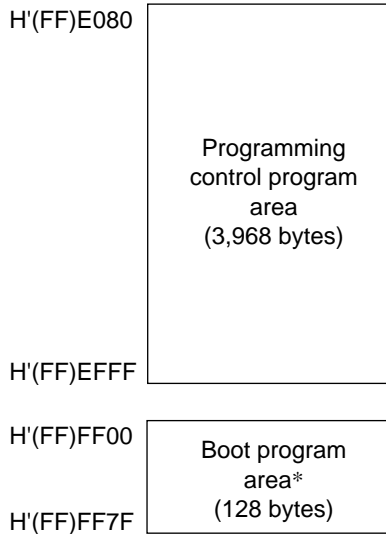 H'(FF)E080
Programming
control program
area
(3,968 bytes)
H'(FF)EFFF
H'(FF)FF00
Boot program
area*
(128 bytes)
H'(FF)FF7F